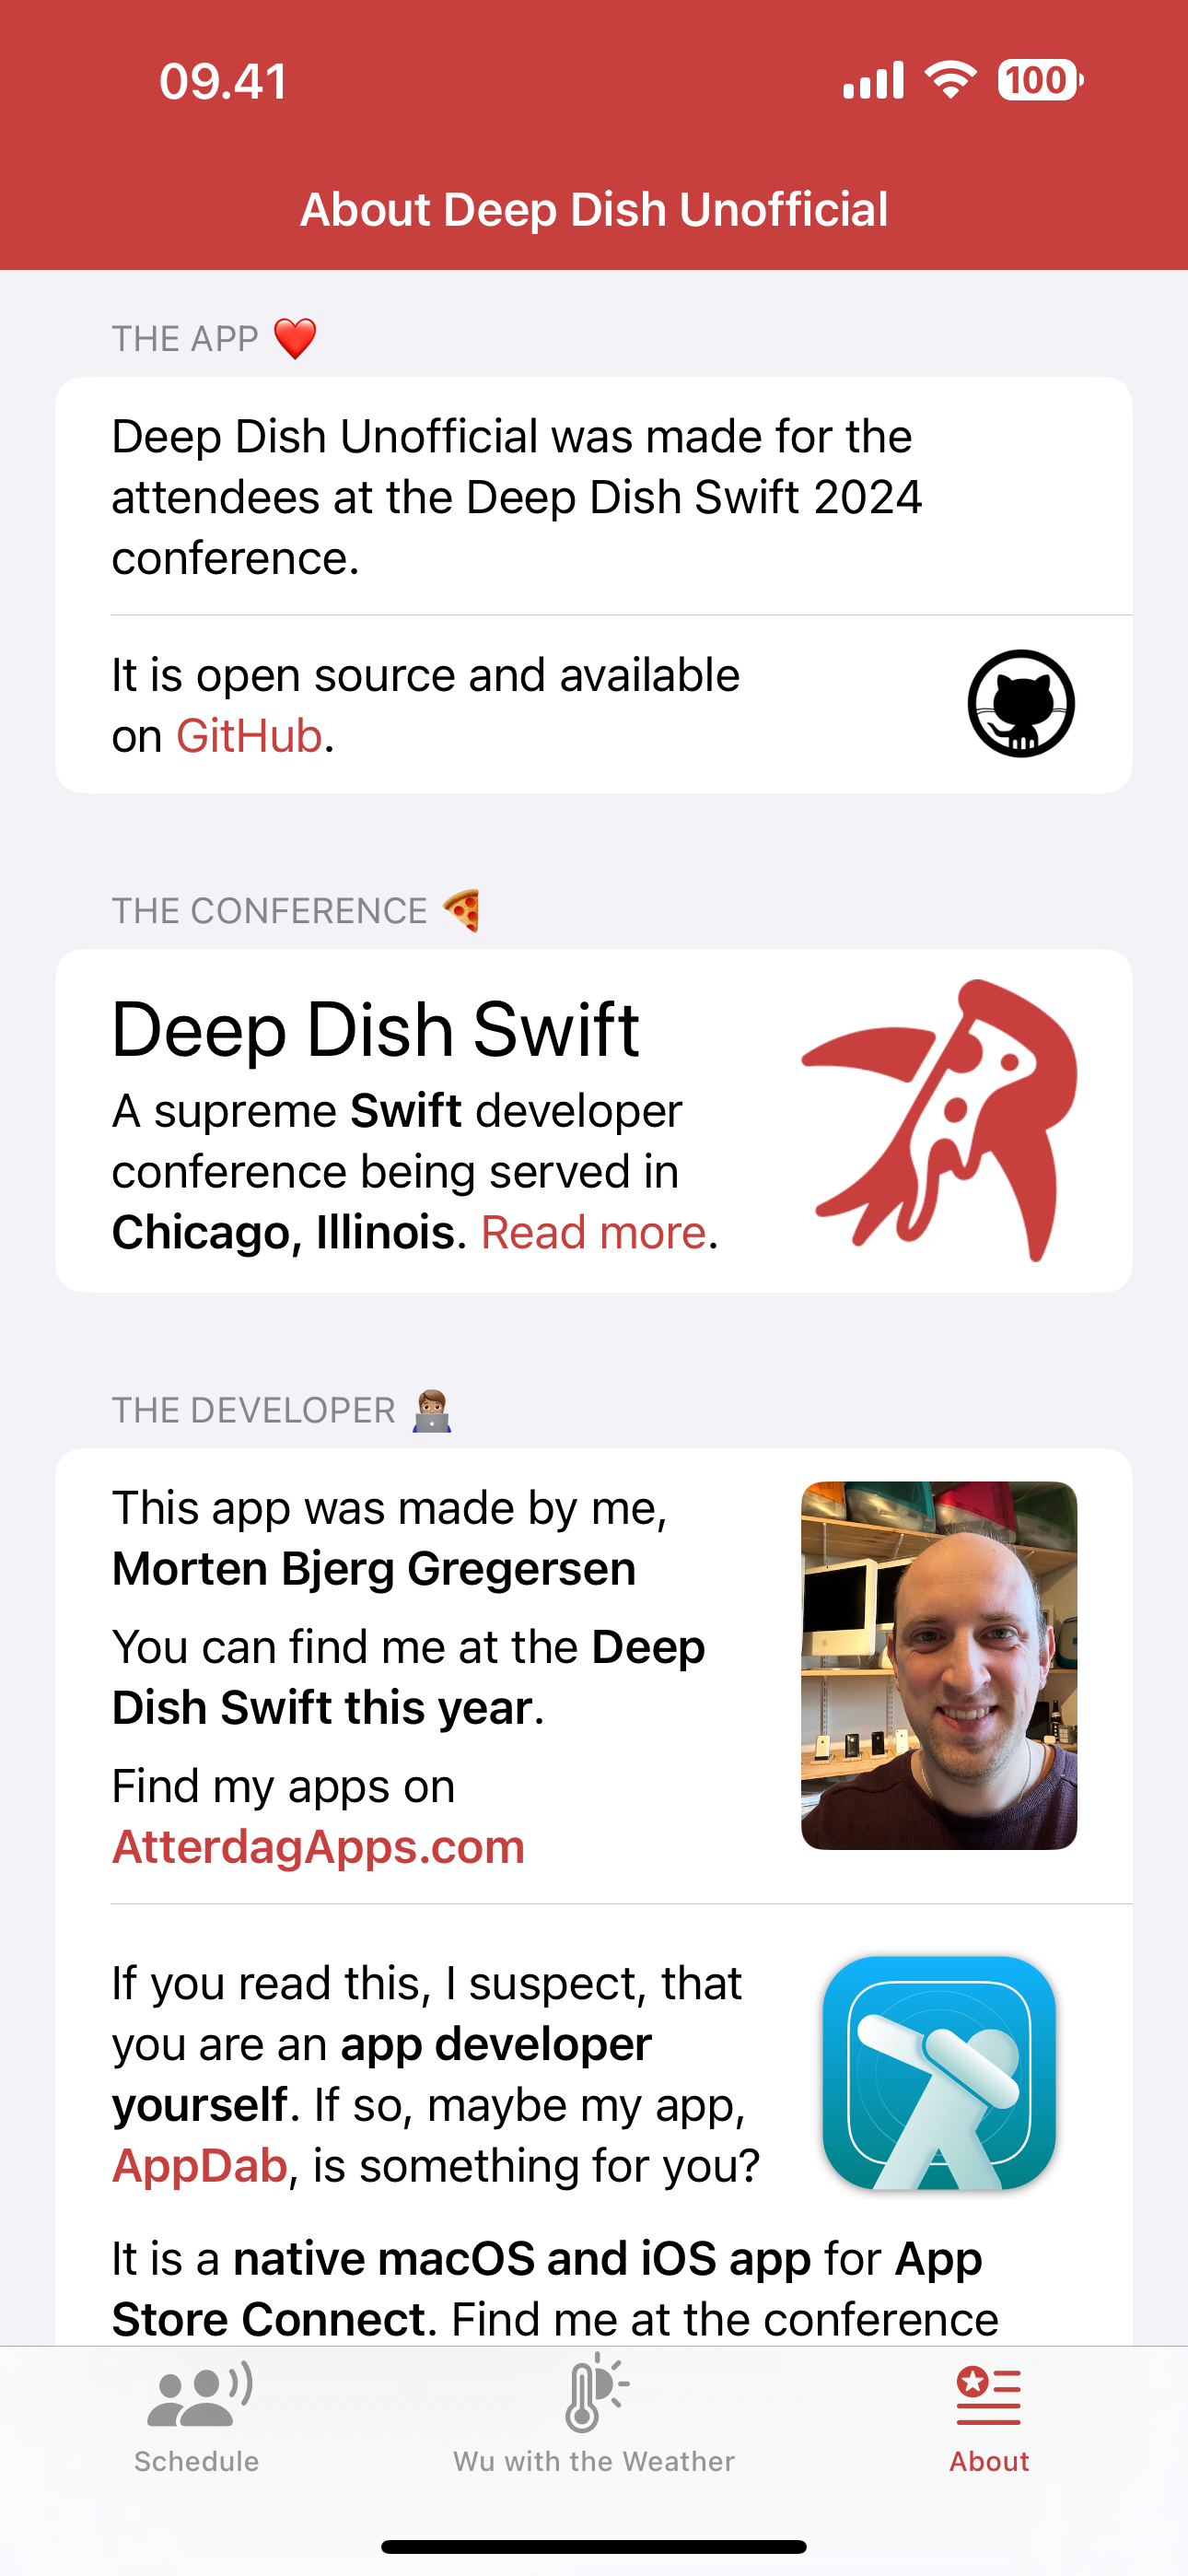 09.41
100
About Deep Dish Unofficial
THE APP ❤️
Deep Dish Unofficial was made for the
attendees at the Deep Dish Swift 2024
conference.
It is open source and available
on GitHub.
THE CONFERENCE 🍕
Deep Dish Swift
A supreme Swift developer
conference being served in
Chicago, Illinois. Read more.
THE DEVELOPER 🧑🏽‍💻
This app was made by me,
Morten Bjerg Gregersen
You can find me at the Deep
Dish Swift this year.
Find my apps on
AtterdagApps.com
If you read this, I suspect, that
you are an app developer
yourself. If so, maybe my app,
AppDab, is something for you?
It is a native macOS and iOS app for App
Store Connect. Find me at the conference
Schedule
Wu with the Weather
About